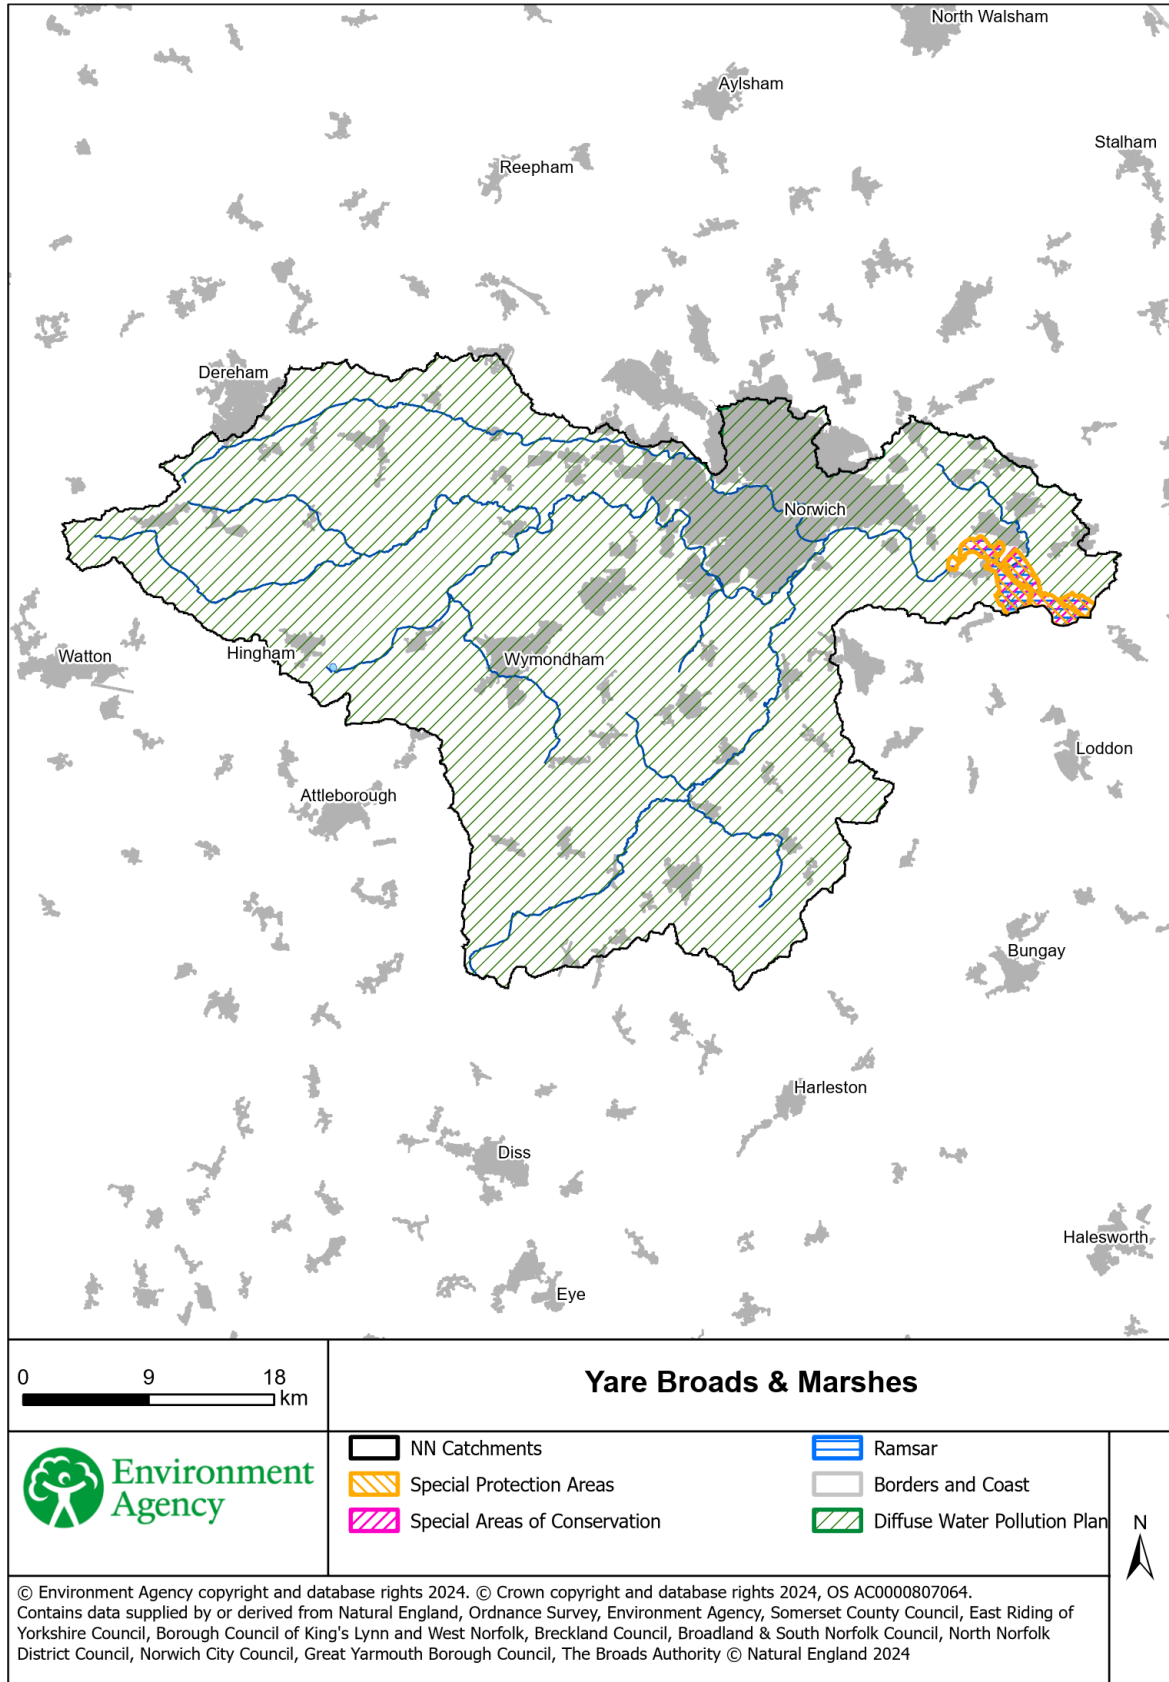 North Walsham
Aylsham
Stalham
Reepham
Dereham
Norwich
Hingham
Watton
Wymondham
Loddon
Attleborough
Bungay
Harleston
Diss
Halesworth
Eye
0 9 18
km
Yare Broads & Marshes
Environment
Agency
NN Catchments
Special Protection Areas
Special Areas of Conservation
Ramsar
Borders and Coast
Diffuse Water Pollution Plan
N
© Environment Agency copyright and database rights 2024. © Crown copyright and database rights 2024, OS AC0000807064.
Contains data supplied by or derived from Natural England, Ordnance Survey, Environment Agency, Somerset County Council, East Riding of
Yorkshire Council, Borough Council of King's Lynn and West Norfolk, Breckland Council, Broadland & South Norfolk Council, North Norfolk
District Council, Norwich City Council, Great Yarmouth Borough Council, The Broads Authority © Natural England 2024